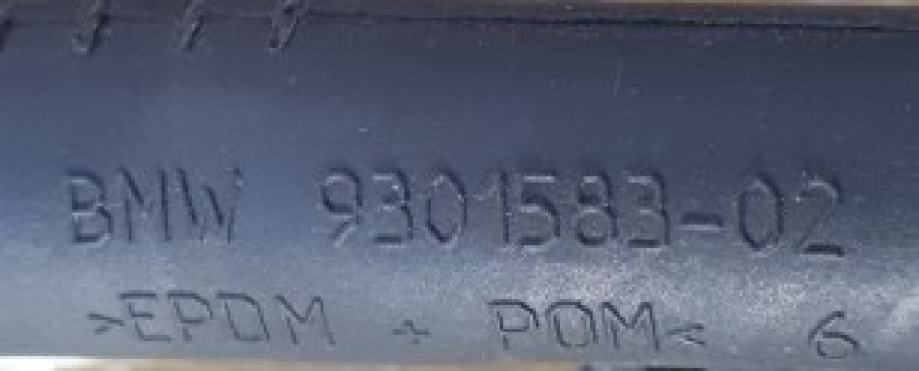 BMW 9301583-02
>EPDM + POM< 6